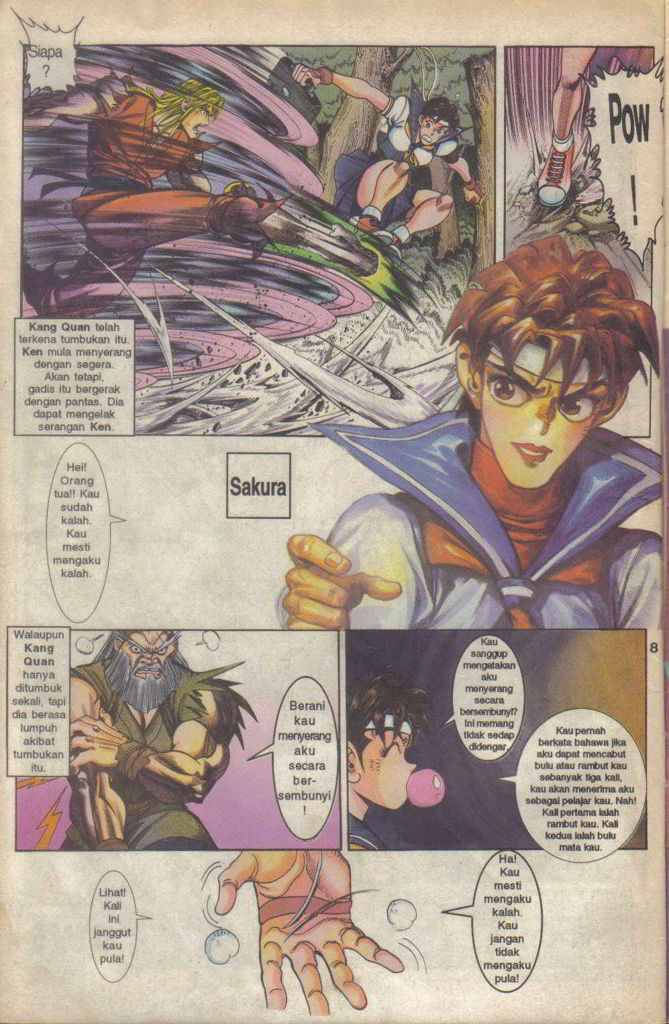 Siapa
?
Pow
!
Kang Quan telah
terkena tumbukan itu.
Ken mula menyerang
dengan segera.
Akan tetapi,
gadis itu bergerak
dengan pantas. Dia
dapat mengelak
serangan Ken.
Hei!
Orang
tua!! Kau
sudah
kalah.
Kau
mesti
mengaku
kalah.
Sakura
8
Walaupun
Kang
Quan
hanya
ditumbuk
sekali, tapi
dia berasa
lumpuh
akibat
tumbukan
itu.
Berani
kau
menyerang
aku
secara
ber-
sembunyi
!
Kau
sanggup
mengatakan
aku
menyerang
secara
bersembunyi!?
Ini memang
tidak sedap
didengar.
Kau pernah
berkata bahawa jika
aku dapat mencabut
bulu atau rambut kau
sebanyak tiga kali,
kau akan menerima aku
sebagai pelajar kau. Nah!
Kali pertama ialah
rambut kau. Kali
kedua ialah bulu
mata kau.
Lihat!
Kali
ini
janggut
kau
pula!
Ha!
Kau
mesti
mengaku
kalah.
Kau
jangan
tidak
mengaku
pula!